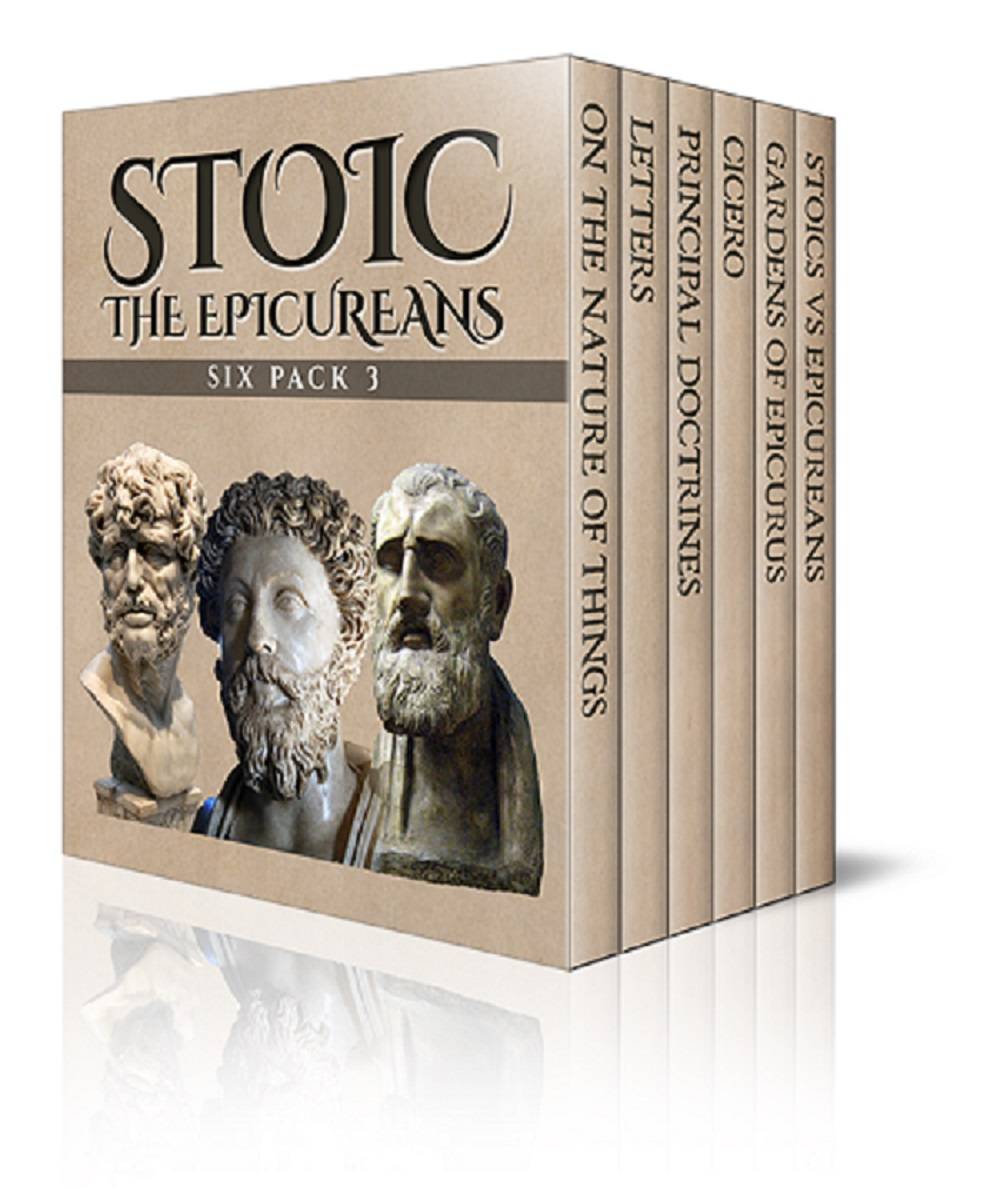 STOIC
THE EPICUREANS
SIX PACK 3
ON THE NATURE OF THINGS
LETTERS
PRINCIPAL DOCTRINES
CICERO
GARDENS OF EPICURUS
STOICS VS EPICUREANS